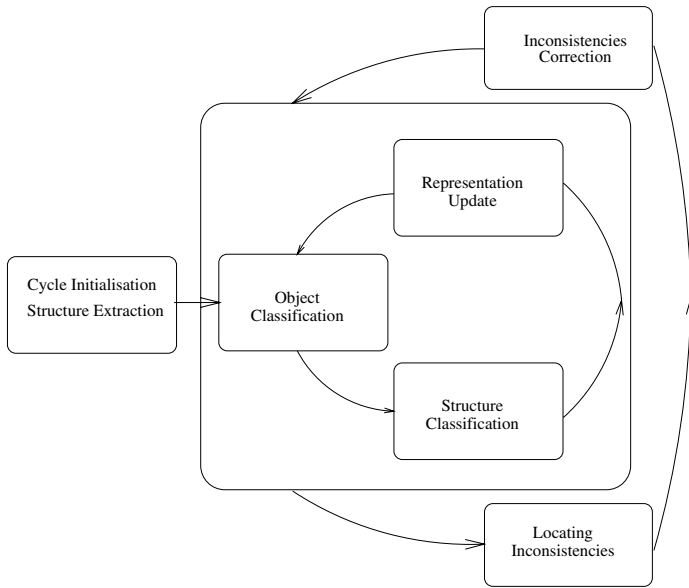 Inconsistencies
Correction
Representation
Update
Cycle Initialisation
Structure Extraction
Object
Classification
Structure
Classification
Locating
Inconsistencies